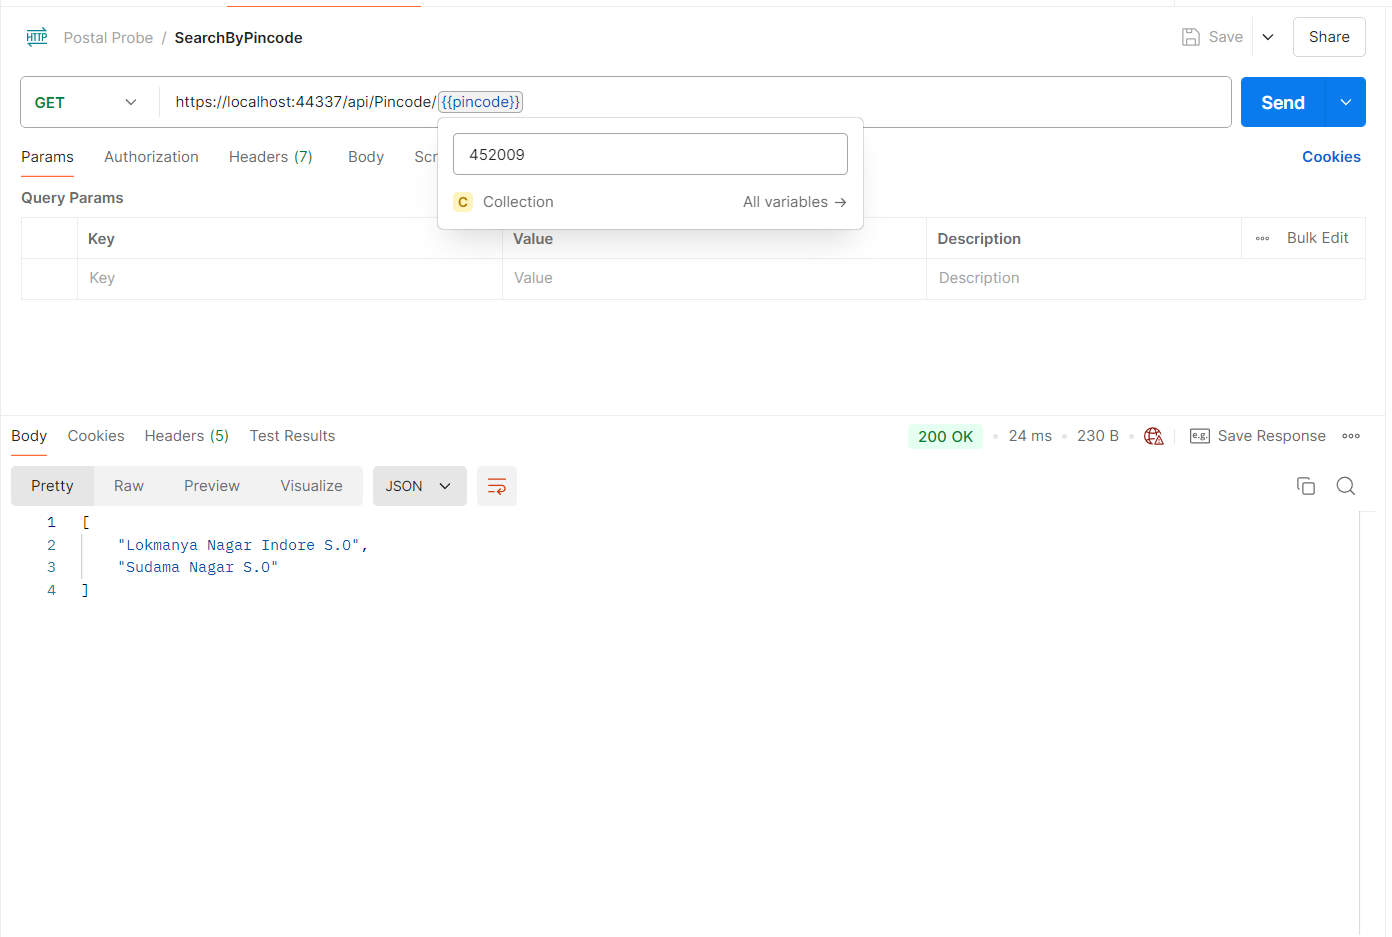 HTTP Postal Probe / SearchByPincode Save Share
GET https://localhost:44337/api/Pincode/{{pincode}} Send
452009
C Collection All variables →
Params Authorization Headers (7) Body Scr Cookies
Query Params
Key Value Description Bulk Edit
Key Value Description
Body Cookies Headers (5) Test Results 200 OK 24 ms 230 B e.g. Save Response
Pretty Raw Preview Visualize JSON
1 [
2 "Lokmanya Nagar Indore S.O",
3 "Sudama Nagar S.O"
4 ]